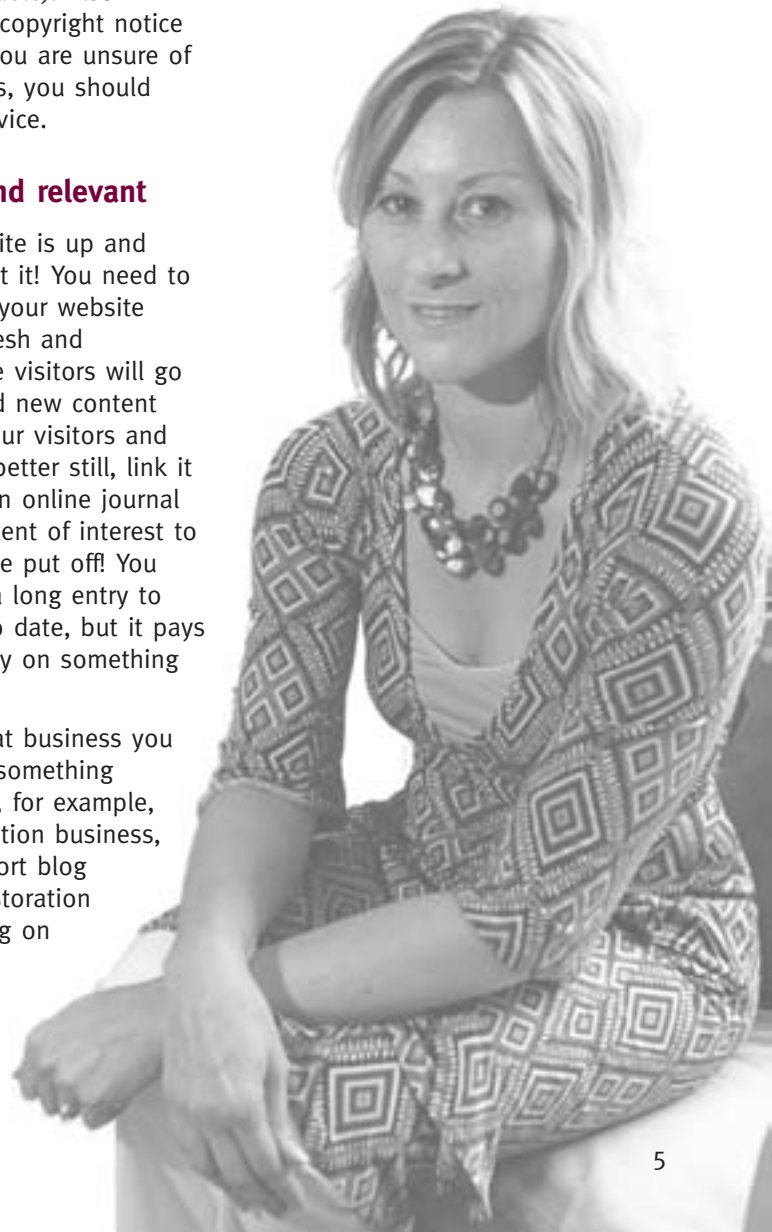 copyright notice
ou are unsure of
s, you should
vice.
nd relevant
ite is up and
t it! You need to
your website
esh and
e visitors will go
d new content
ur visitors and
better still, link it
n online journal
tent of interest to
e put off! You
a long entry to
o date, but it pays
y on something
at business you
something
, for example,
tion business,
ort blog
storation
g on
5